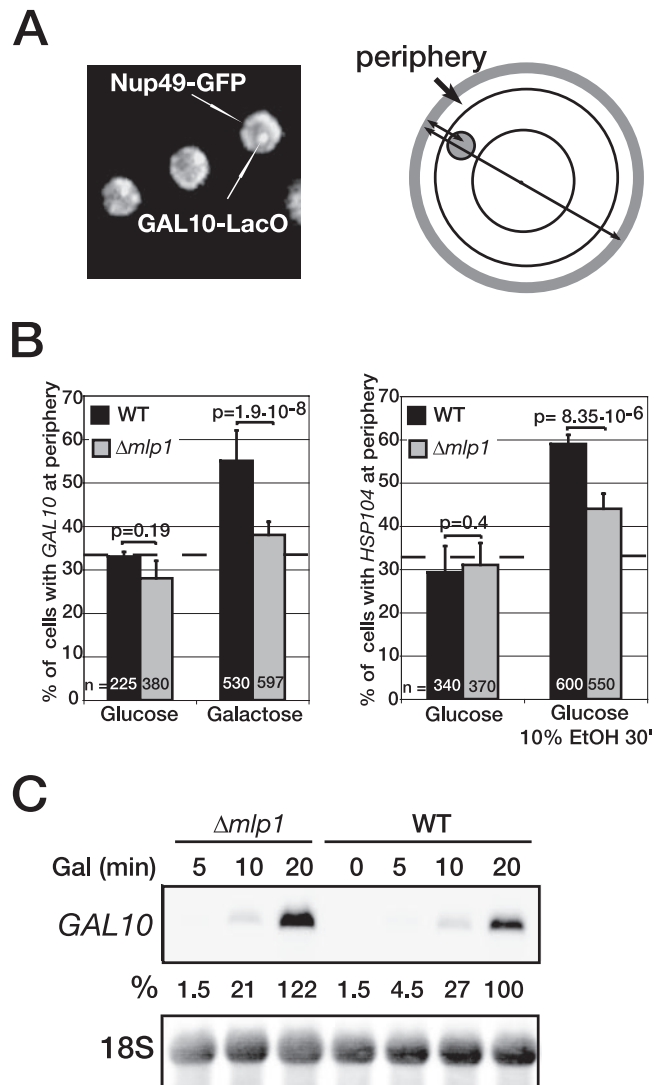 A
Nup49-GFP
GAL10-LacO
periphery
B
% of cells with GAL10 at periphery
70
60
50
40
30
20
10
0
WT
Δmlp1
p=0.19
p=1.9·10-8
n = 225 380 530 597
Glucose Galactose
% of cells with HSP104 at periphery
70
60
50
40
30
20
10
0
WT
Δmlp1
p=0.4
p= 8.35·10-6
n = 340 370 600 550
Glucose Glucose
10% EtOH 30'
C
Δmlp1 WT
Gal (min) 5 10 20 0 5 10 20
GAL10
% 1.5 21 122 1.5 4.5 27 100
18S